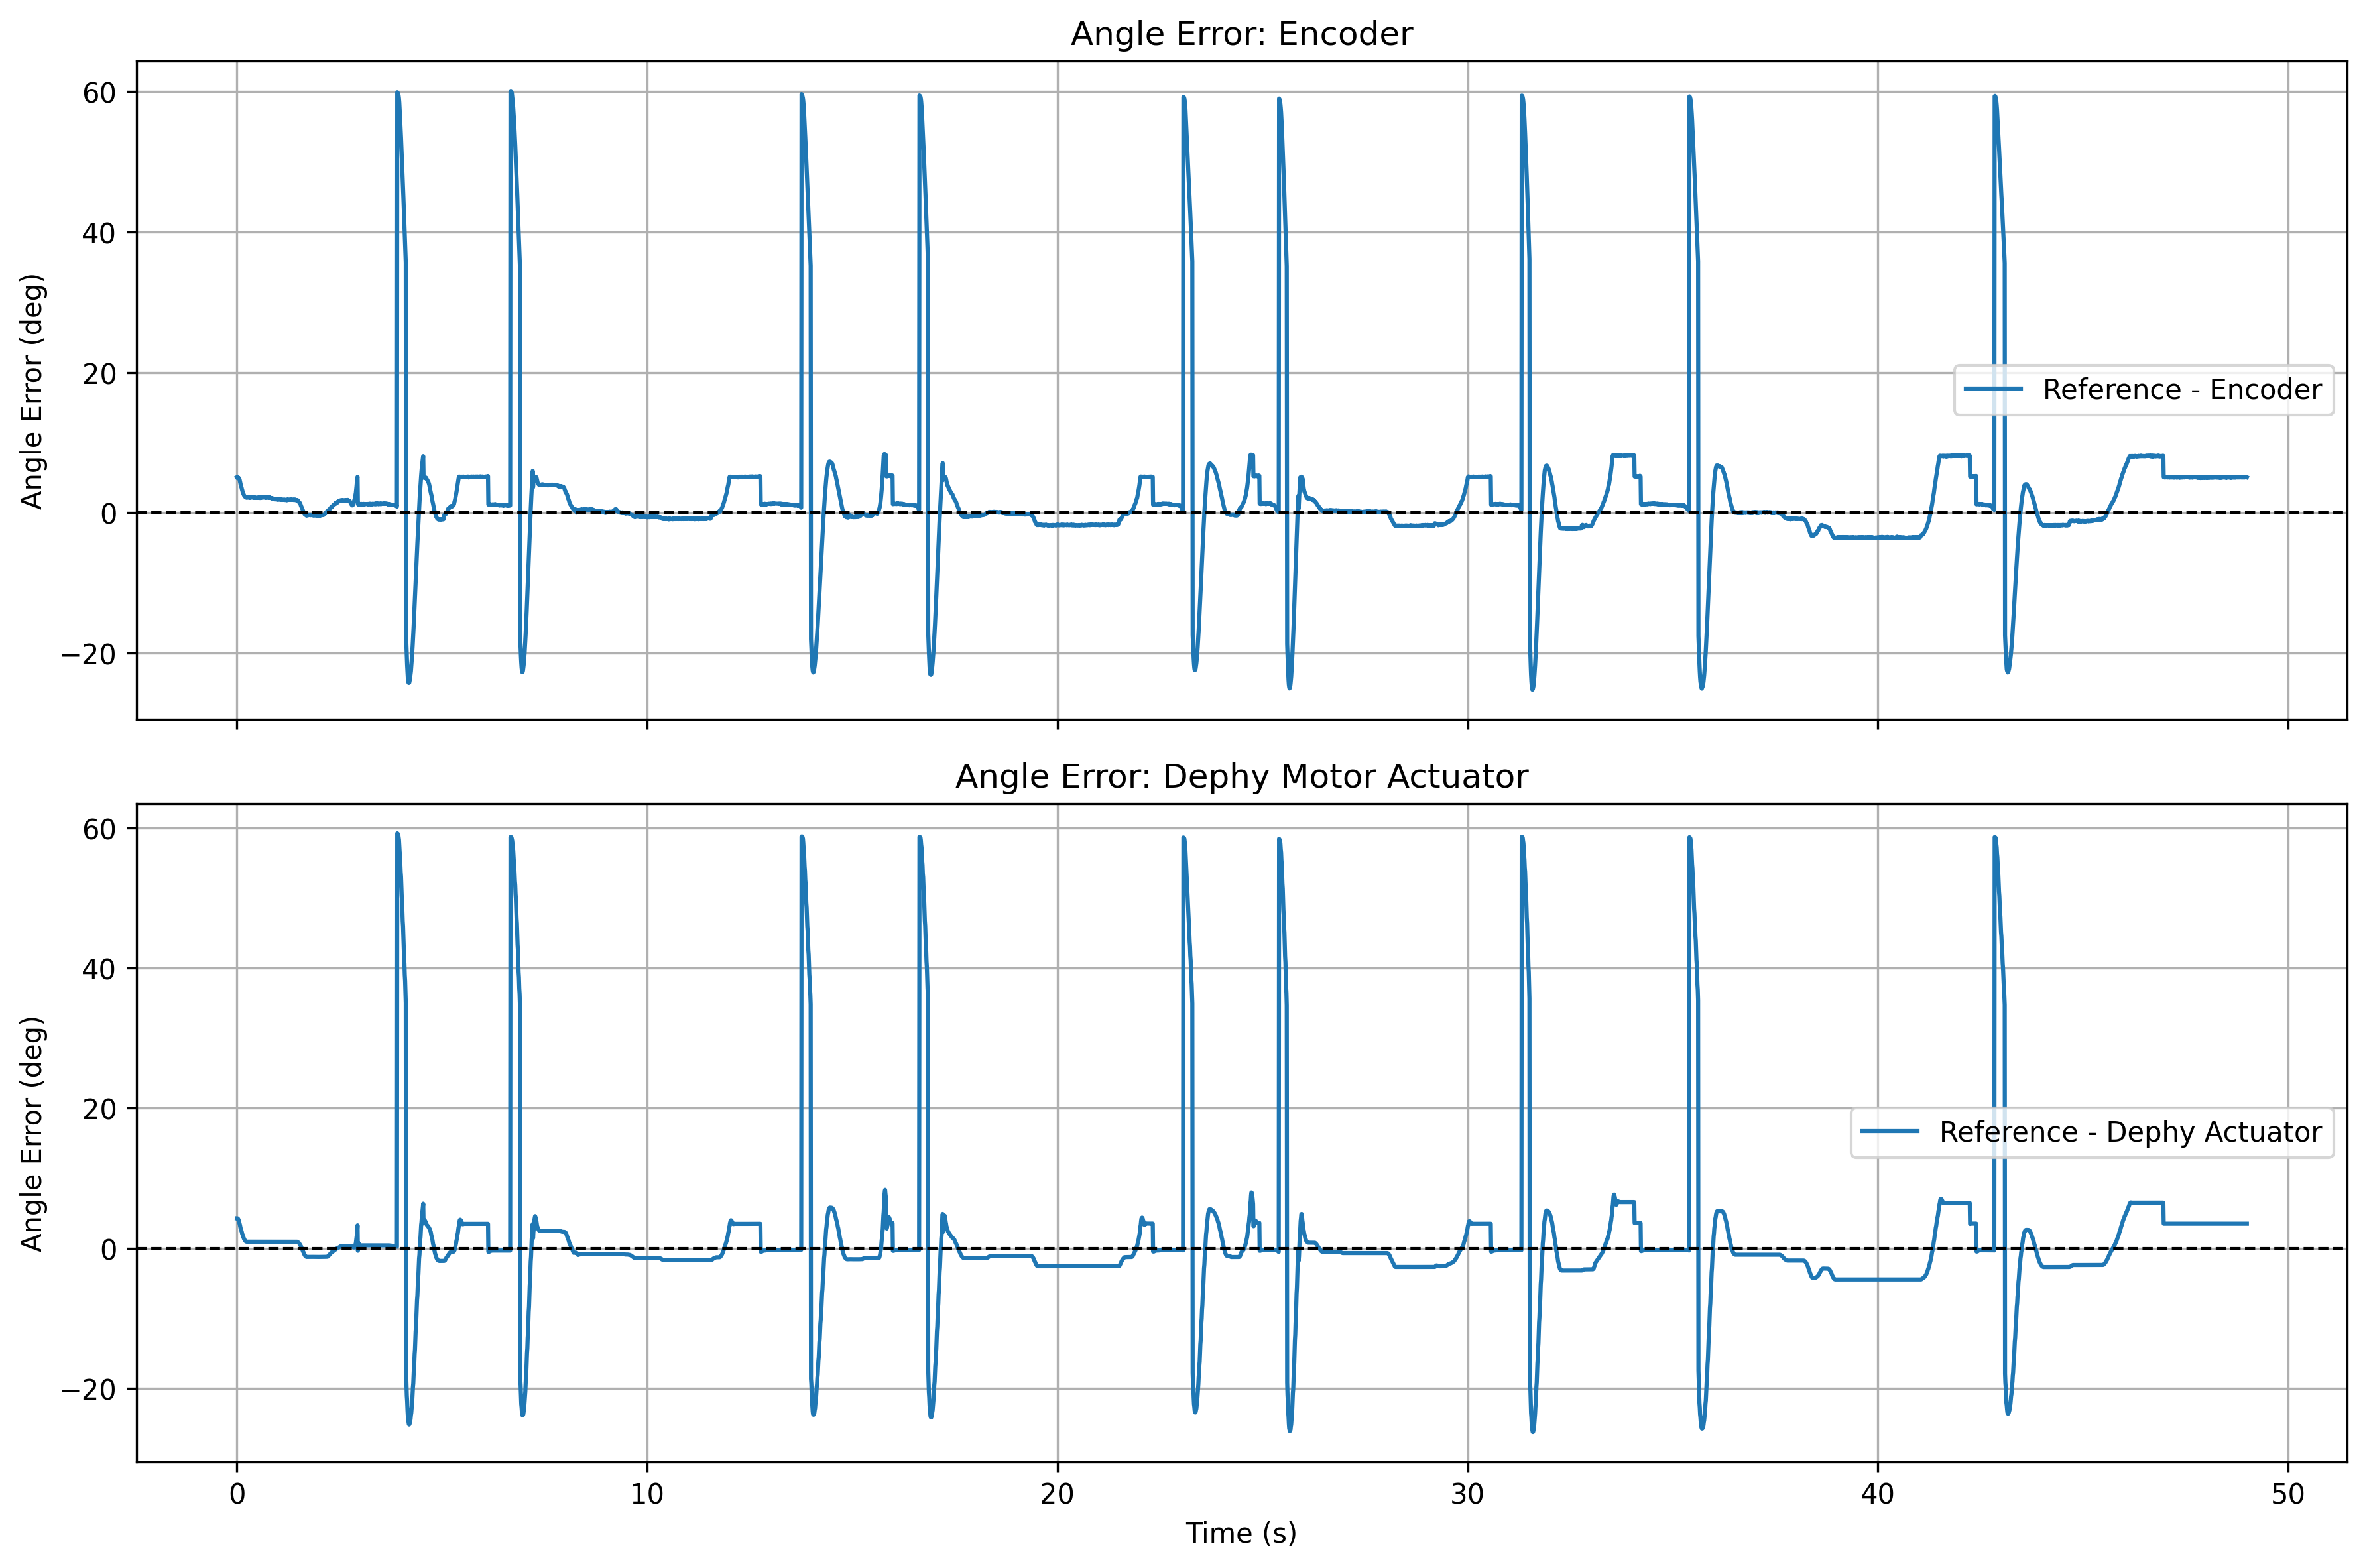 Angle Error: Encoder
Angle Error (deg)
60
40
20
0
−20
Reference - Encoder
Angle Error: Dephy Motor Actuator
Angle Error (deg)
60
40
20
0
−20
Reference - Dephy Actuator
0 10 20 30 40 50
Time (s)